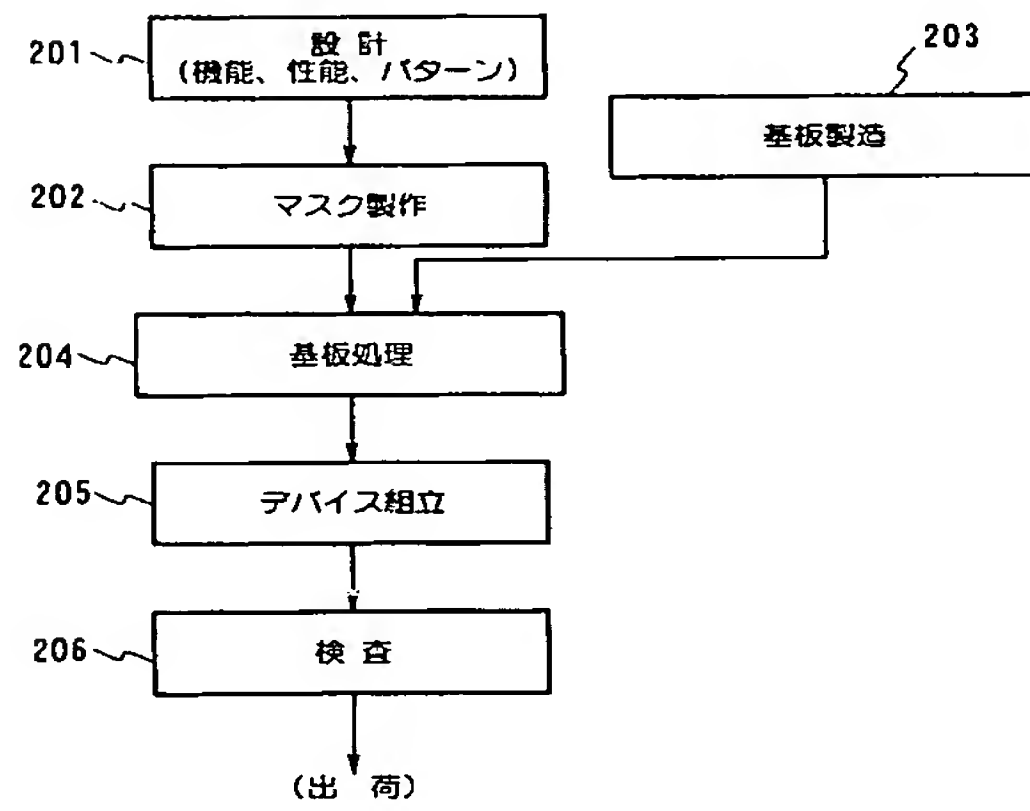 201
設 計
(機能、性能、パターン)
203
基板製造
202
マスク製作
204
基板処理
205
デバイス組立
206
検 査
(出 荷)